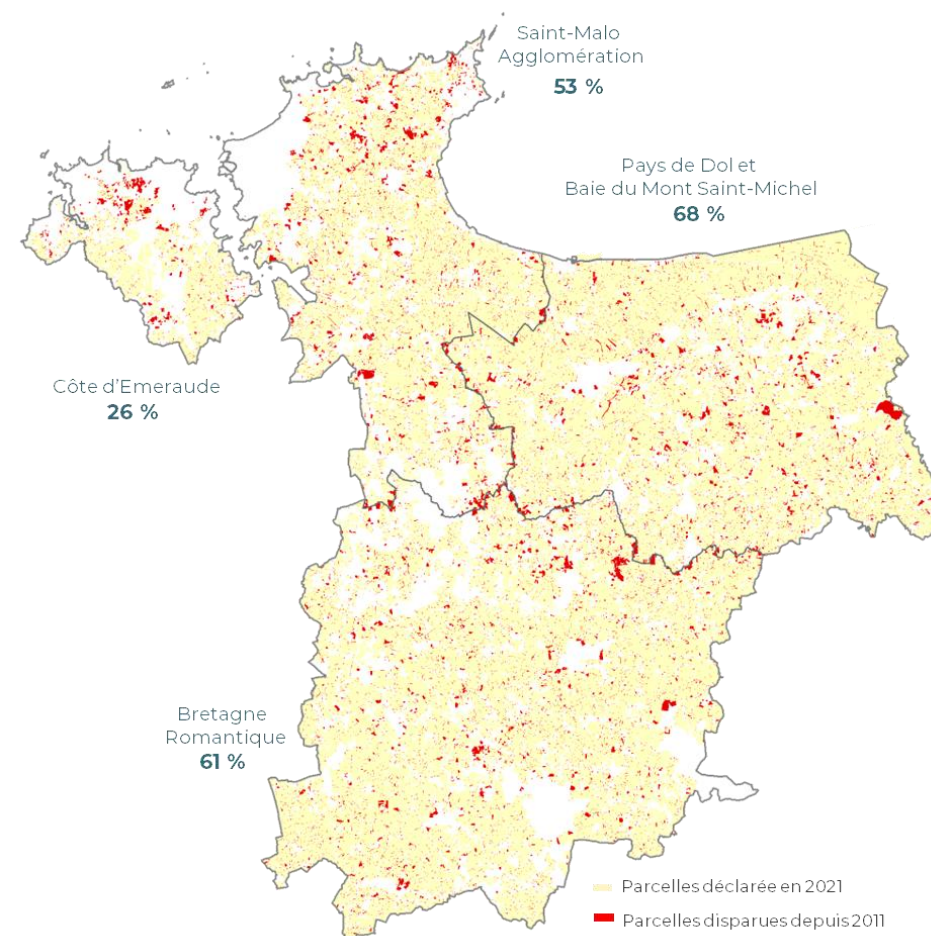 Saint-Malo
Agglomération
53 %
Pays de Dol et
Baie du Mont Saint-Michel
68 %
Côte d'Emeraude
26 %
Bretagne
Romantique
61 %
Parcelles déclarée en 2021
Parcelles disparues depuis 2011